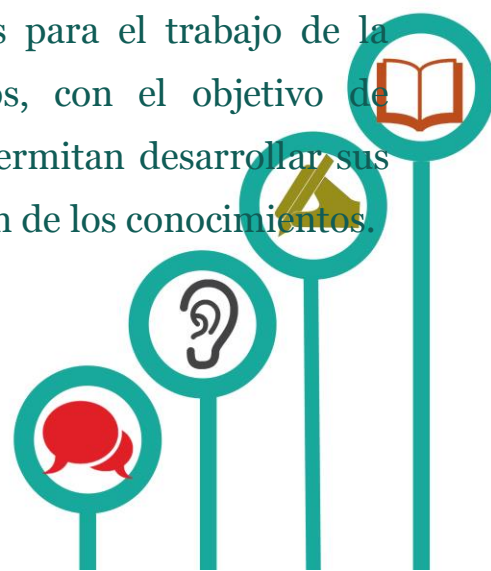 s para el trabajo de la
os, con el objetivo de
ermitan desarrollar sus
n de los conocimientos.